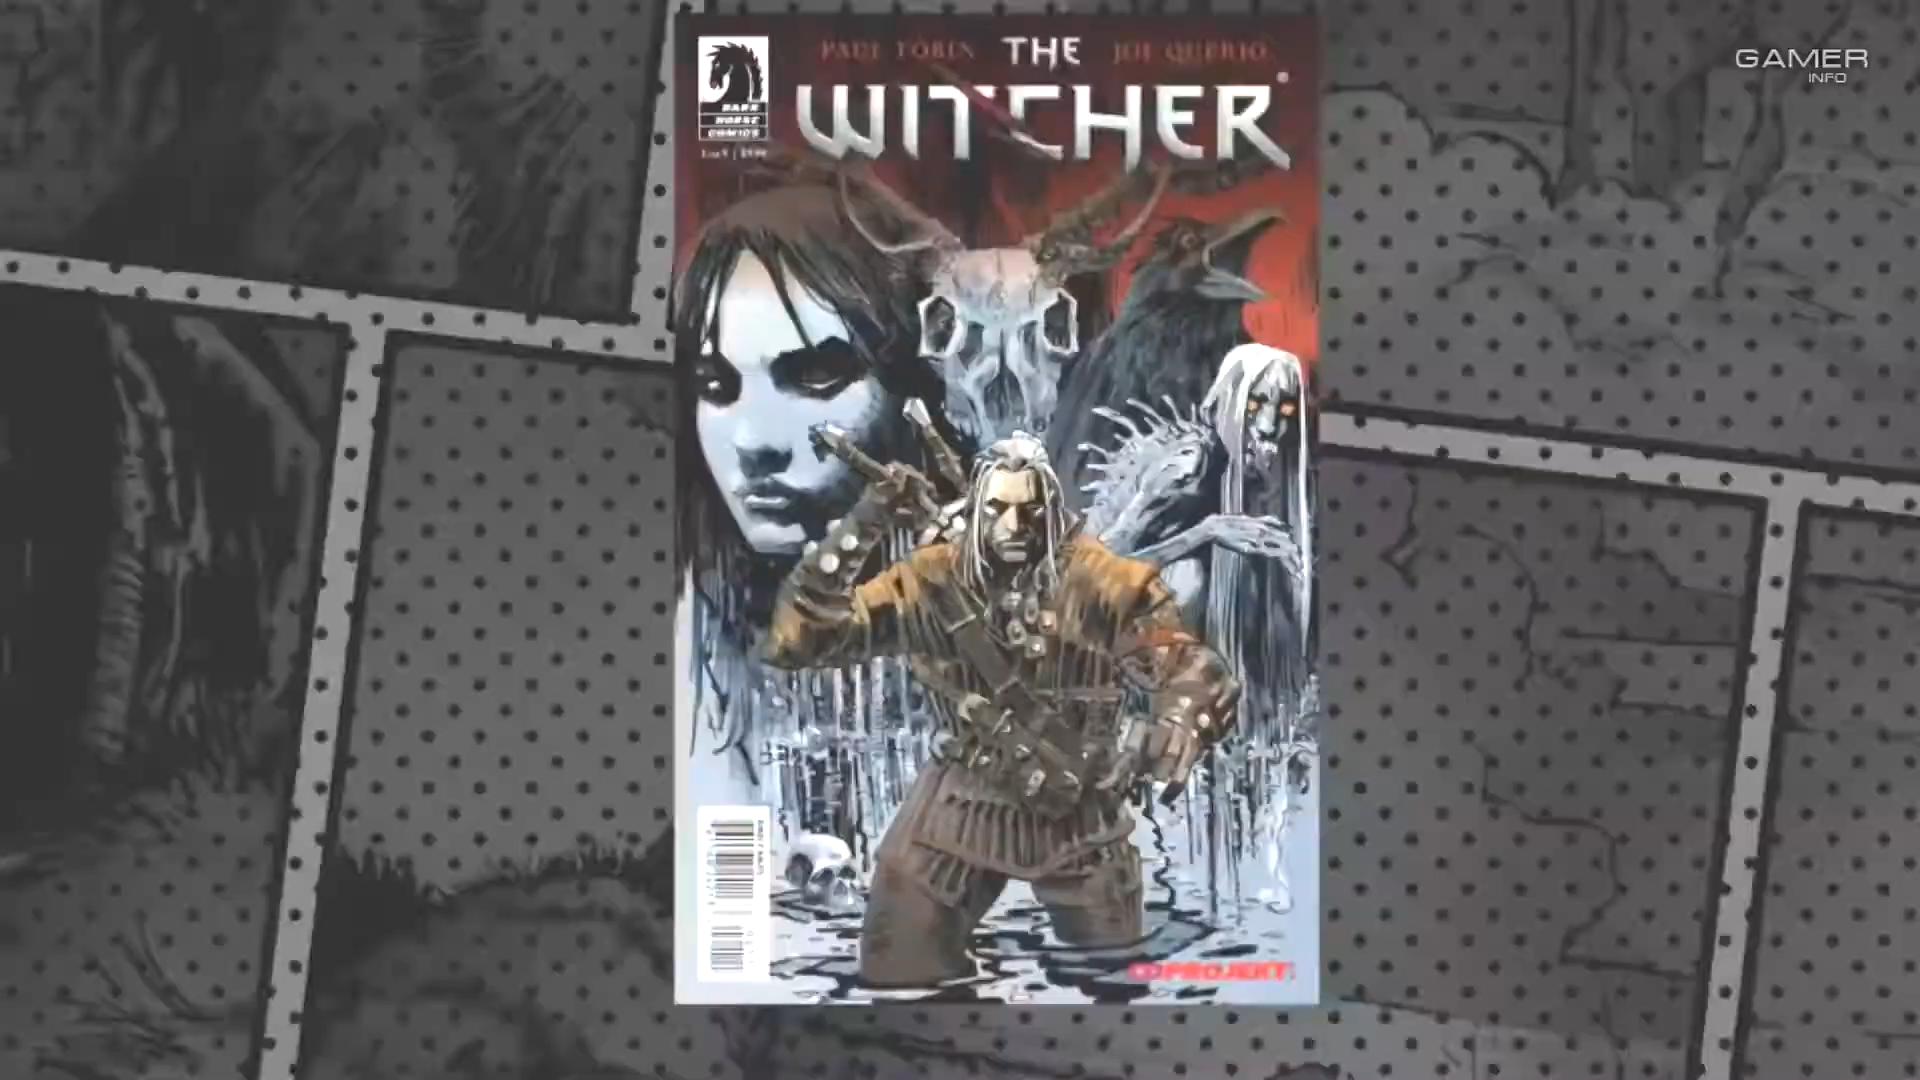 GAMER
INFO
PAUL TOBIN THE JOE QUERIO
WITCHER
DARK
HORSE
COMICS
CD PROJEKT